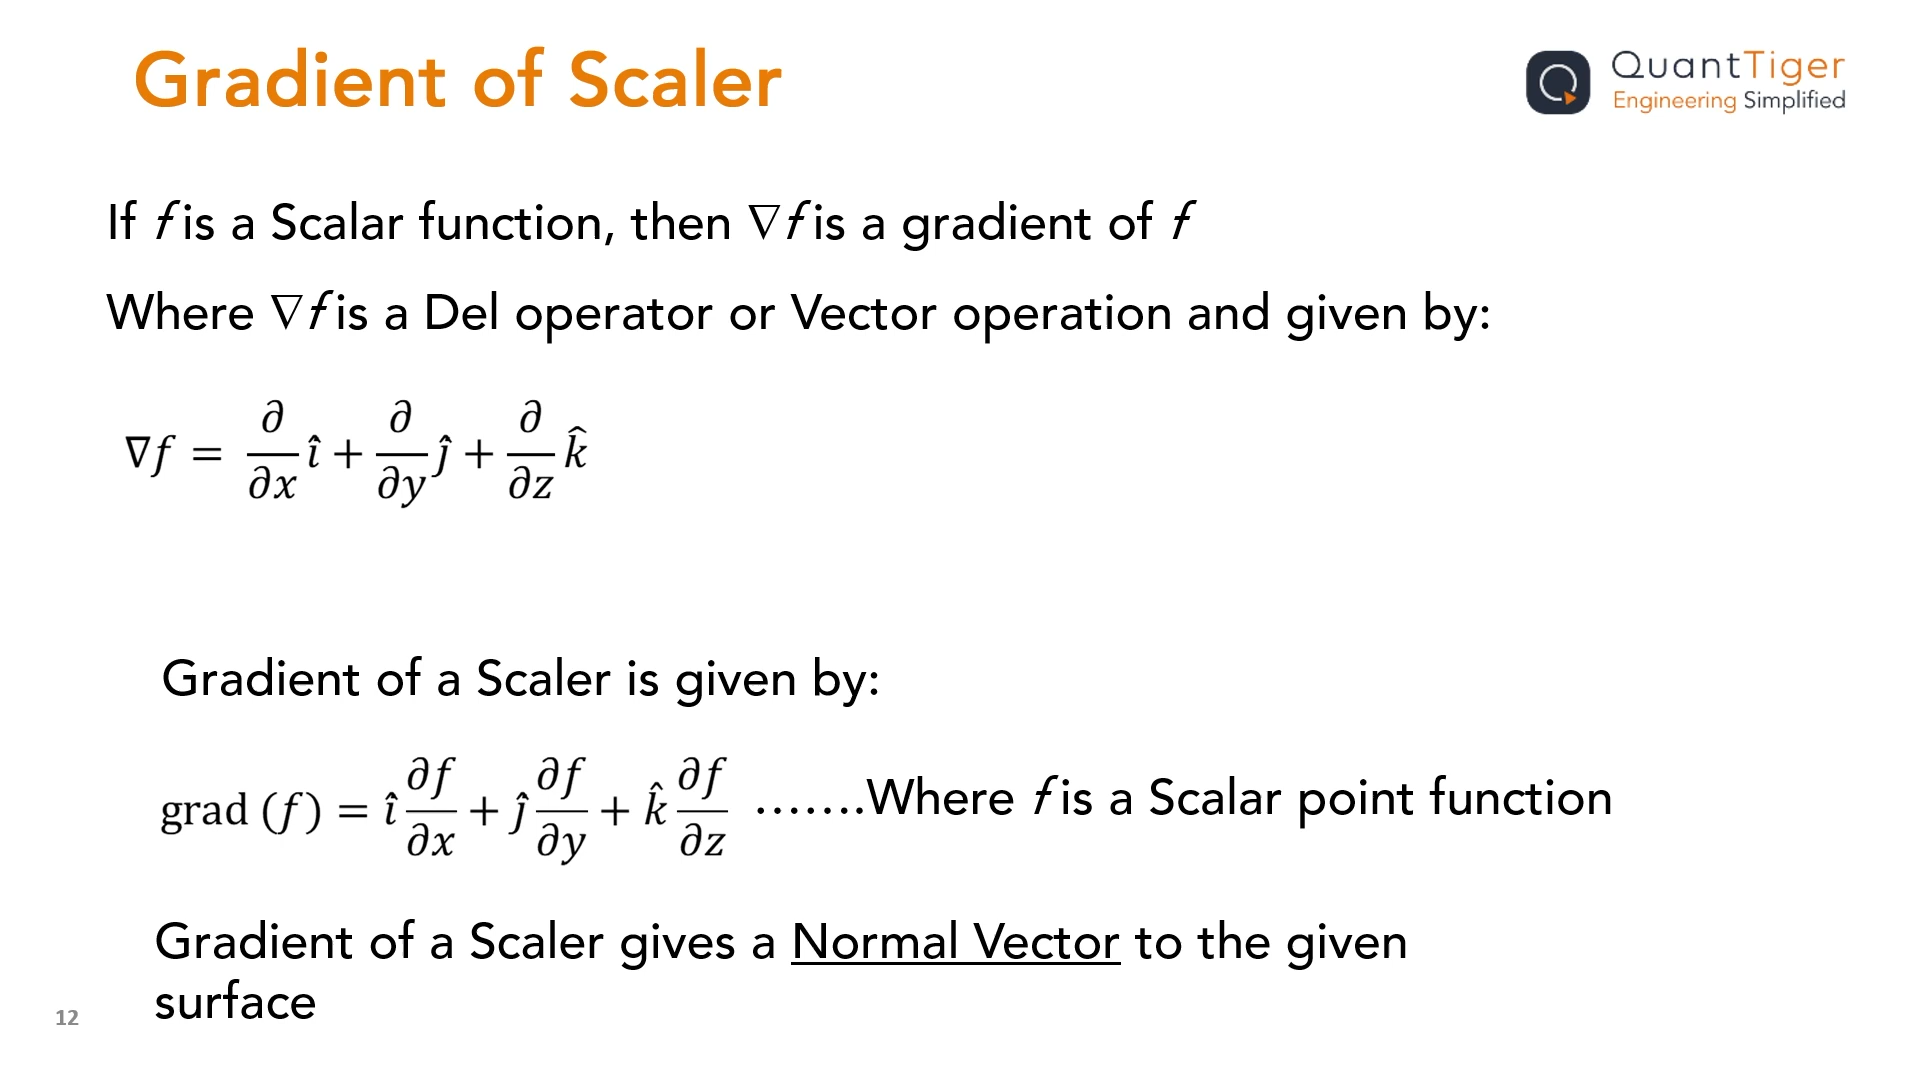 Gradient of Scaler
QuantTiger
Engineering Simplified
If f is a Scalar function, then ∇f is a gradient of f
Where ∇f is a Del operator or Vector operation and given by:
∇f = ∂/∂x î + ∂/∂y ĵ + ∂/∂z k̂
Gradient of a Scaler is given by:
grad (f) = î ∂f/∂x + ĵ ∂f/∂y + k̂ ∂f/∂z .......Where f is a Scalar point function
Gradient of a Scaler gives a Normal Vector to the given
surface
12